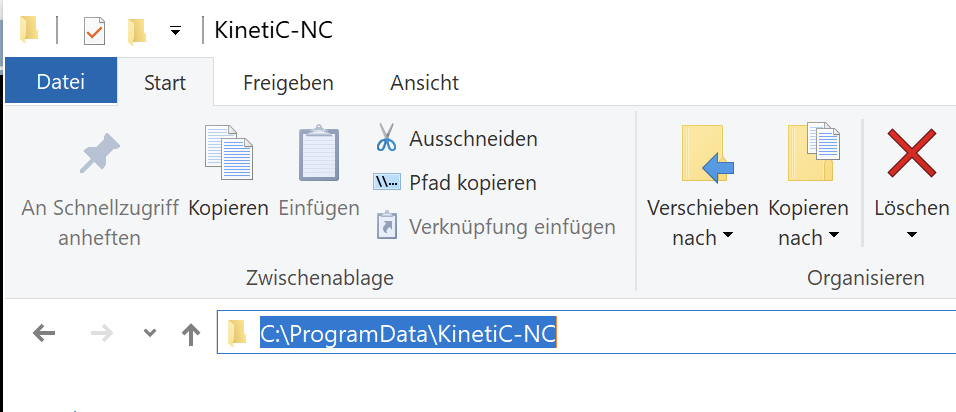 KinetiC-NC
Datei Start Freigeben Ansicht
An Schnellzugriff
anheften
Kopieren
Einfügen
Ausschneiden
\\...
Pfad kopieren
Verknüpfung einfügen
Zwischenablage
Verschieben
nach
Kopieren
nach
Löschen
Organisieren
C:\ProgramData\KinetiC-NC